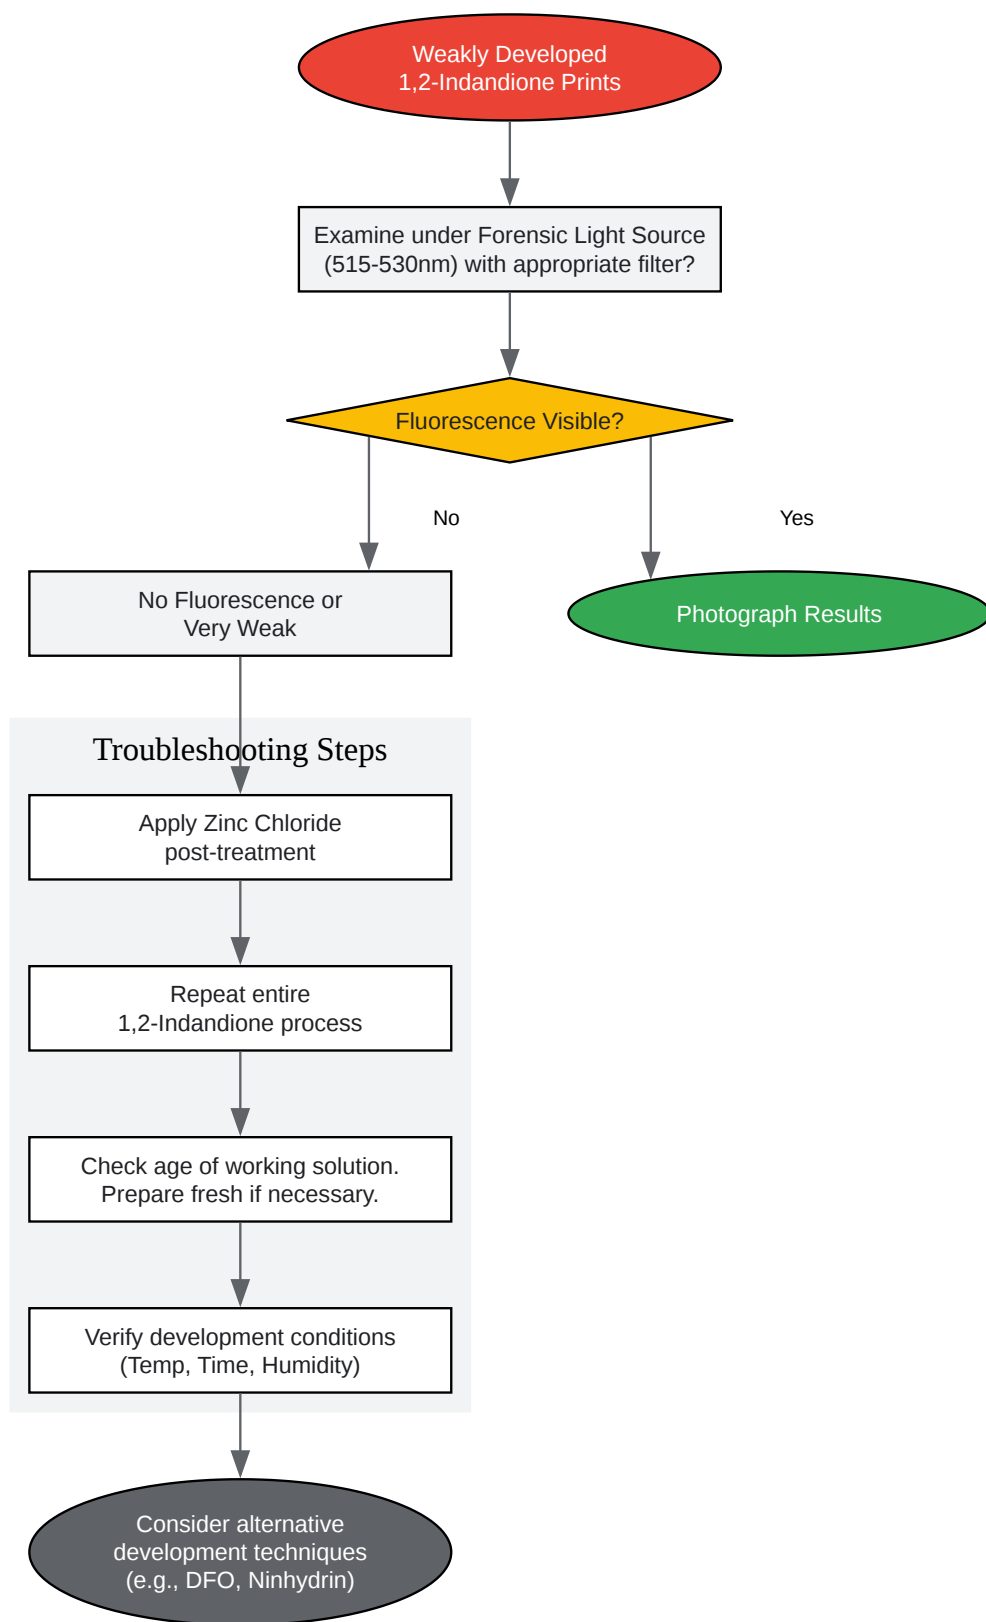 Weakly Developed
1,2-Indandione Prints
Examine under Forensic Light Source
(515-530nm) with appropriate filter?
Fluorescence Visible?
No
Yes
No Fluorescence or
Very Weak
Photograph Results
Troubleshooting Steps
Apply Zinc Chloride
post-treatment
Repeat entire
1,2-Indandione process
Check age of working solution.
Prepare fresh if necessary.
Verify development conditions
(Temp, Time, Humidity)
Consider alternative
development techniques
(e.g., DFO, Ninhydrin)